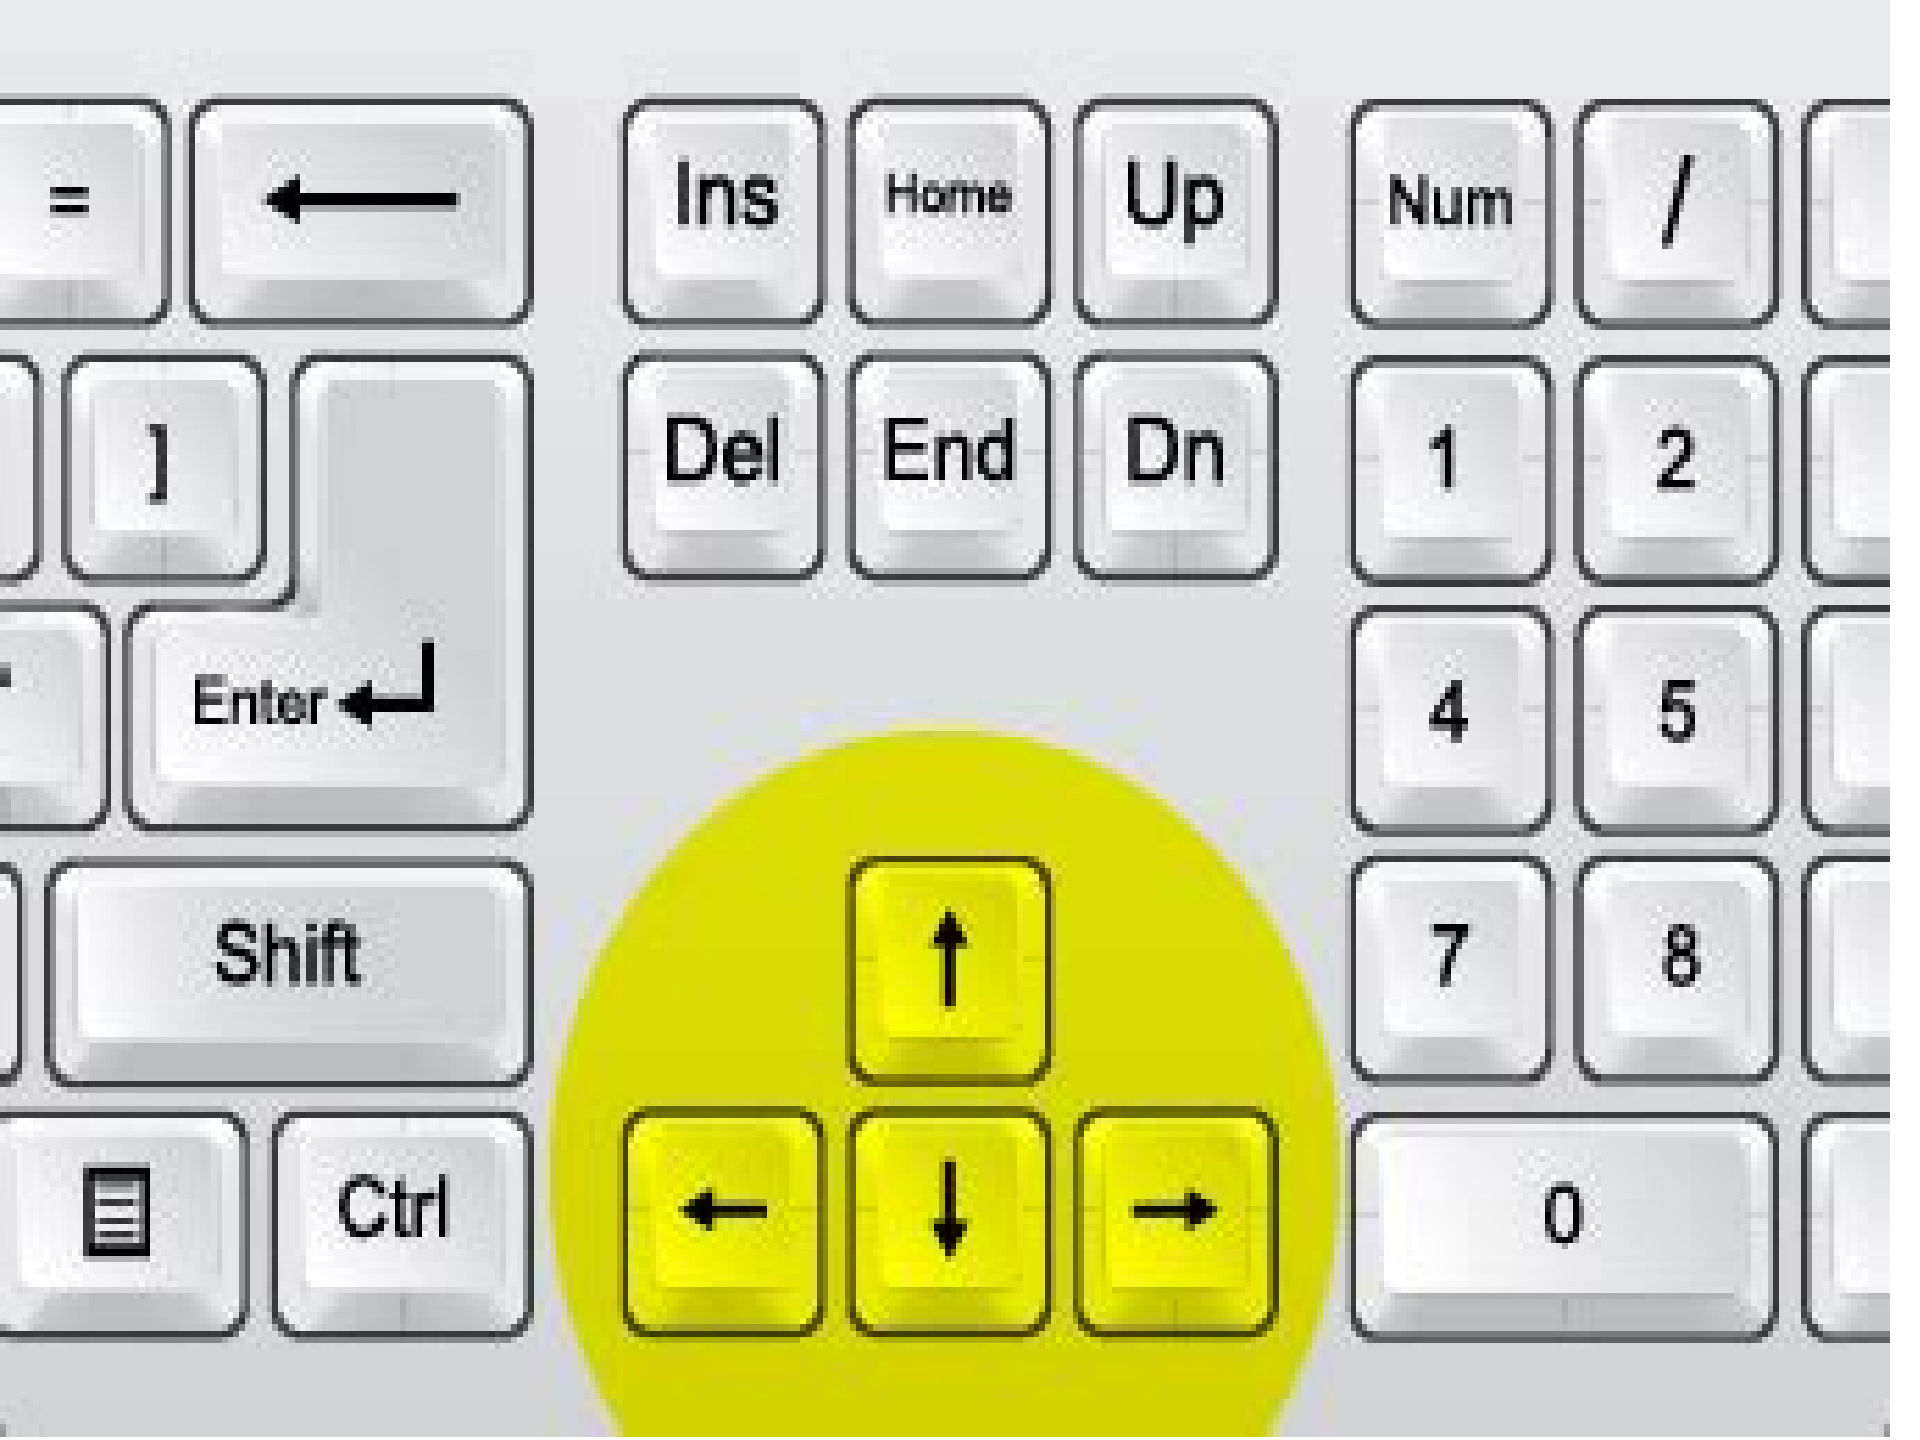 = ← Ins Home Up Num /
] Del End Dn 1 2
' Enter ↵ 4 5
Shift ↑ 7 8
Ctrl ← ↓ → 0